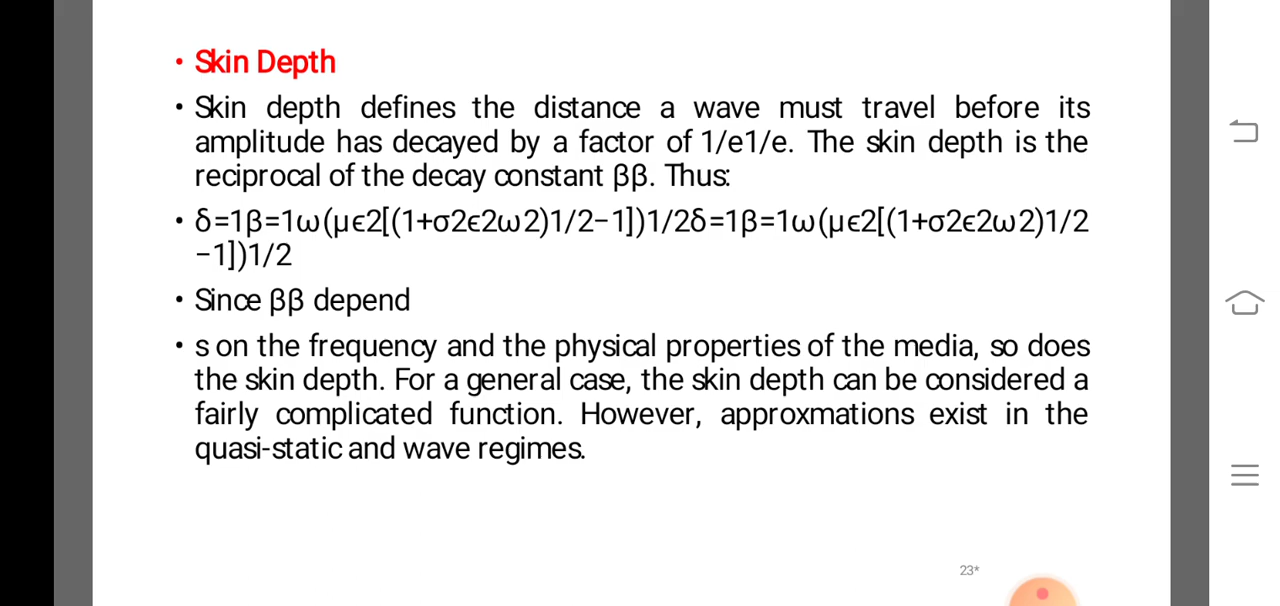 • Skin Depth
• Skin depth defines the distance a wave must travel before its
amplitude has decayed by a factor of 1/e1/e. The skin depth is the
reciprocal of the decay constant ββ. Thus:
• δ=1β=1ω(μϵ2[(1+σ2ϵ2ω2)1/2−1])1/2δ=1β=1ω(μϵ2[(1+σ2ϵ2ω2)1/2
−1])1/2
• Since ββ depend
• s on the frequency and the physical properties of the media, so does
the skin depth. For a general case, the skin depth can be considered a
fairly complicated function. However, approxmations exist in the
quasi-static and wave regimes.
23*